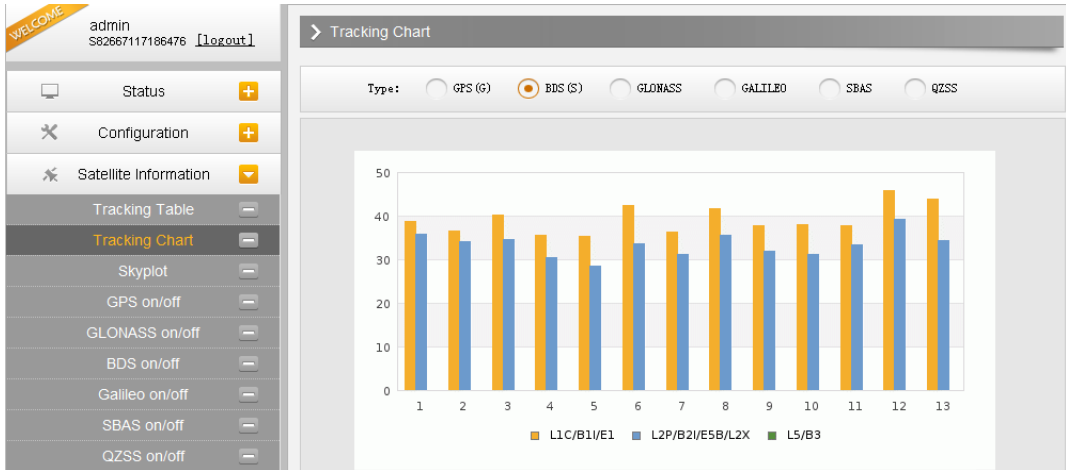 WELCOME
admin
S82667117186476 [logout]
Status
Configuration
Satellite Information
Tracking Table
Tracking Chart
Skyplot
GPS on/off
GLONASS on/off
BDS on/off
Galileo on/off
SBAS on/off
QZSS on/off
Tracking Chart
Type: GPS(G) BDS(S) GLONASS GALILEO SBAS QZSS
50
40
30
20
10
0
1 2 3 4 5 6 7 8 9 10 11 12 13
L1C/B1I/E1 L2P/B2I/E5B/L2X L5/B3